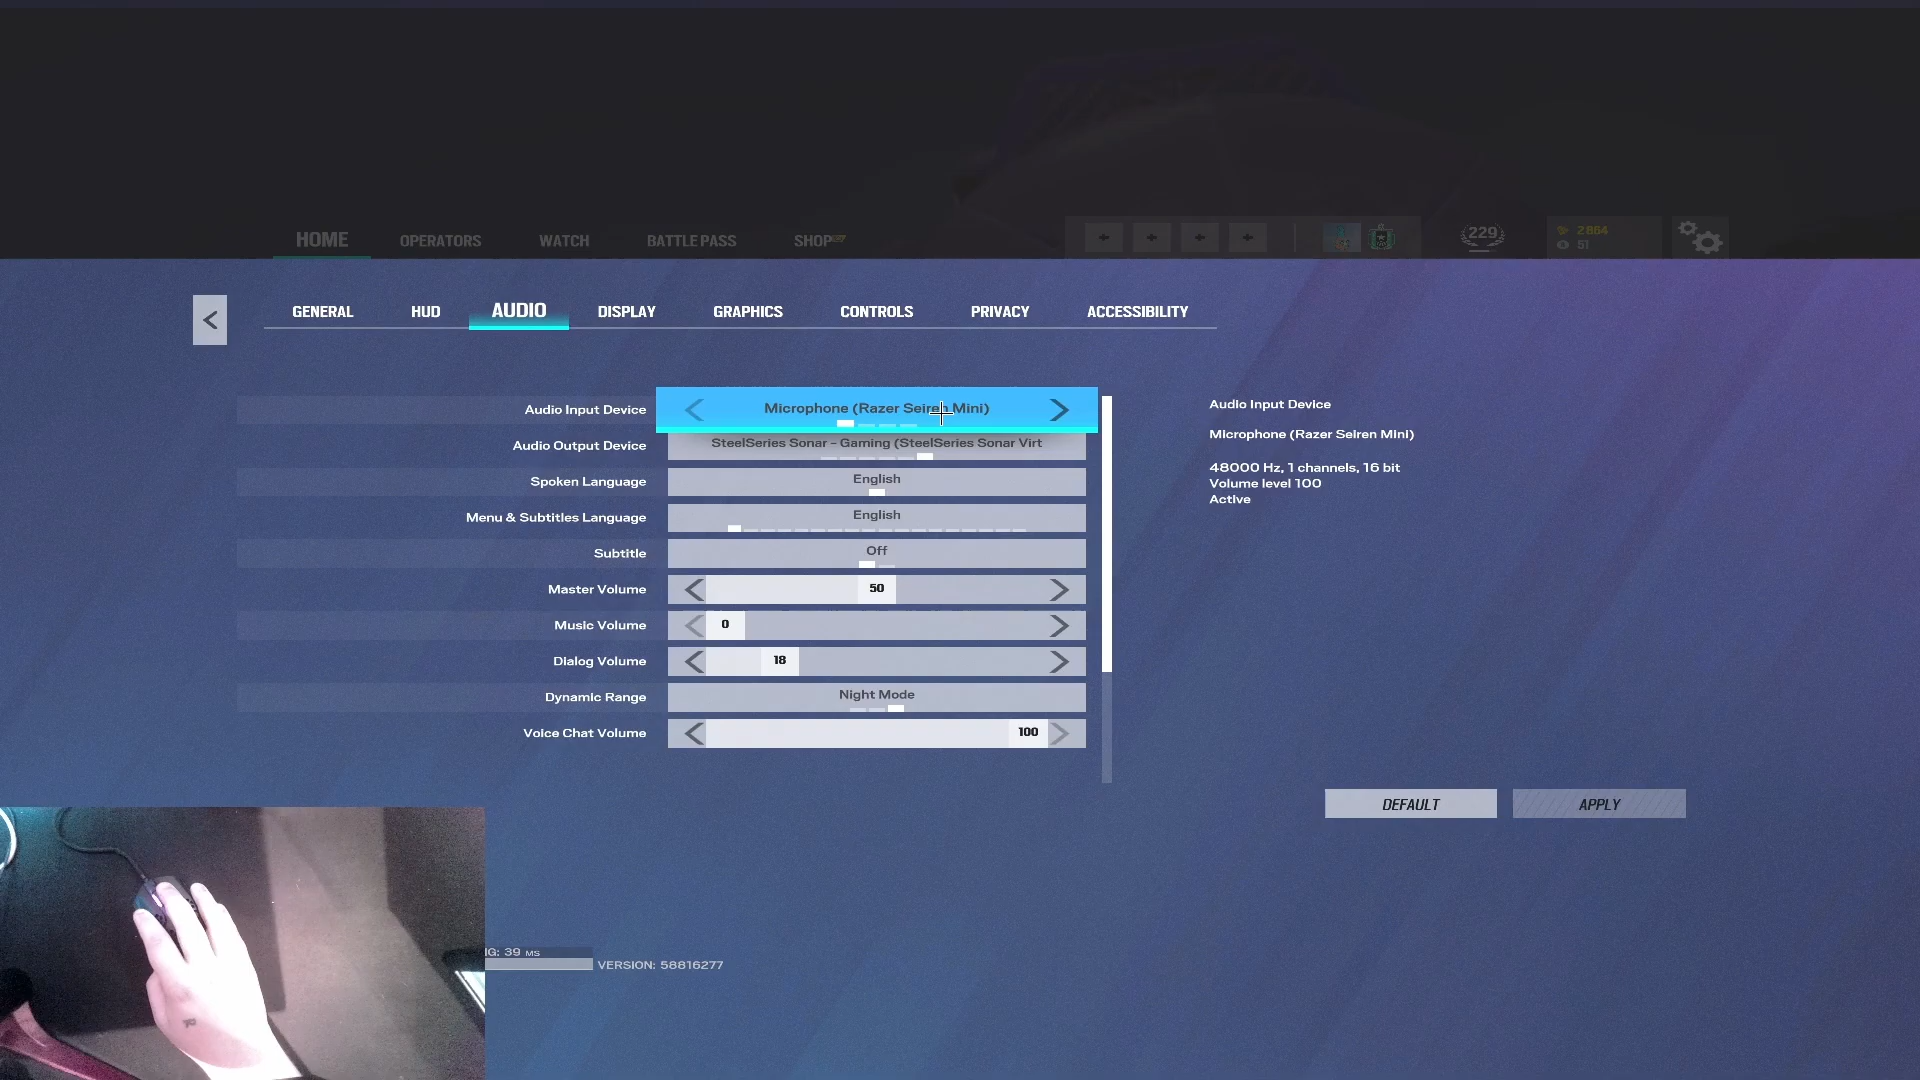 HOME
OPERATORS
WATCH
BATTLE PASS
SHOP
229
2 864
51
GENERAL
HUD
AUDIO
DISPLAY
GRAPHICS
CONTROLS
PRIVACY
ACCESSIBILITY
Audio Input Device
Microphone (Razer Seiren Mini)
Audio Output Device
SteelSeries Sonar - Gaming (SteelSeries Sonar Virt
Spoken Language
English
Menu & Subtitles Language
English
Subtitle
Off
Master Volume
50
Music Volume
0
Dialog Volume
18
Dynamic Range
Night Mode
Voice Chat Volume
100
Audio Input Device
Microphone (Razer Seiren Mini)
48000 Hz, 1 channels, 16 bit
Volume level 100
Active
DEFAULT
APPLY
NG: 39 MS
VERSION: 58816277